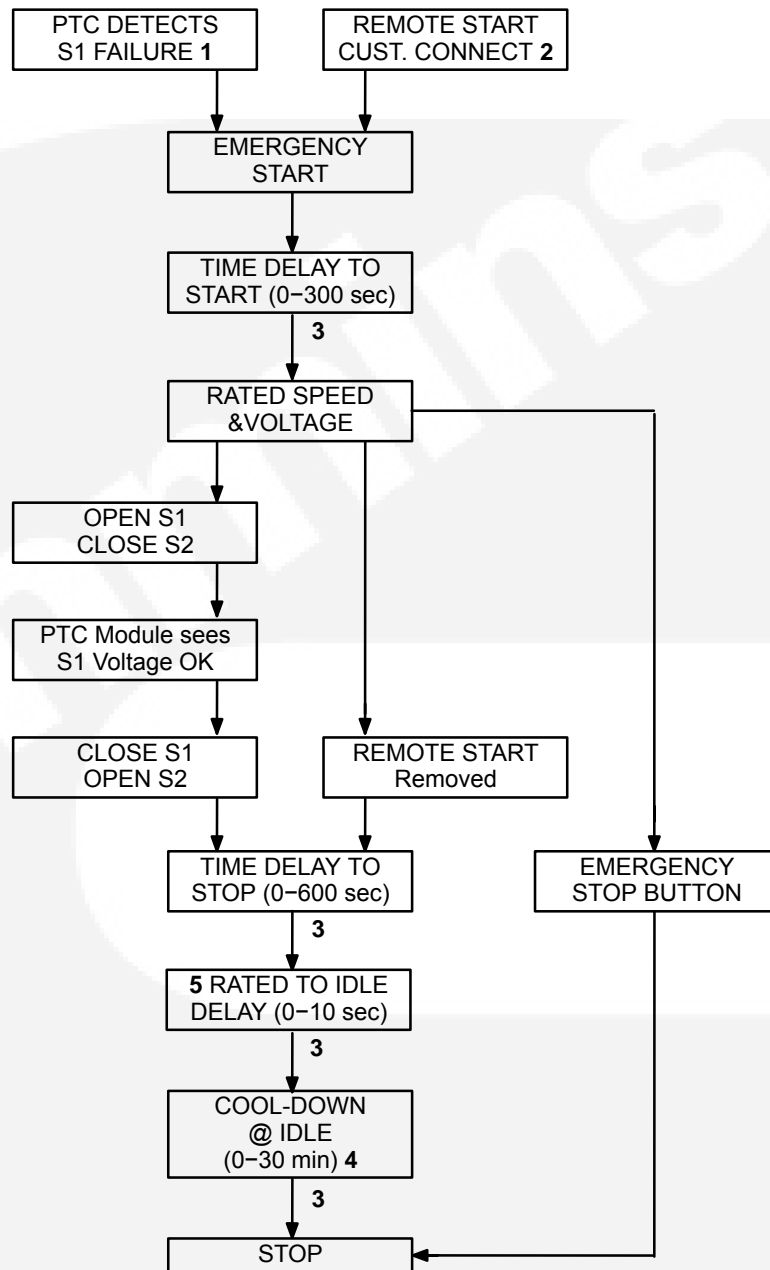 PTC DETECTS
S1 FAILURE 1
REMOTE START
CUST. CONNECT 2
EMERGENCY
START
TIME DELAY TO
START (0−300 sec)
3
RATED SPEED
&VOLTAGE
OPEN S1
CLOSE S2
PTC Module sees
S1 Voltage OK
CLOSE S1
OPEN S2
REMOTE START
Removed
TIME DELAY TO
STOP (0−600 sec)
EMERGENCY
STOP BUTTON
3
5 RATED TO IDLE
DELAY (0−10 sec)
3
COOL-DOWN
@ IDLE
(0−30 min) 4
3
STOP
mmins